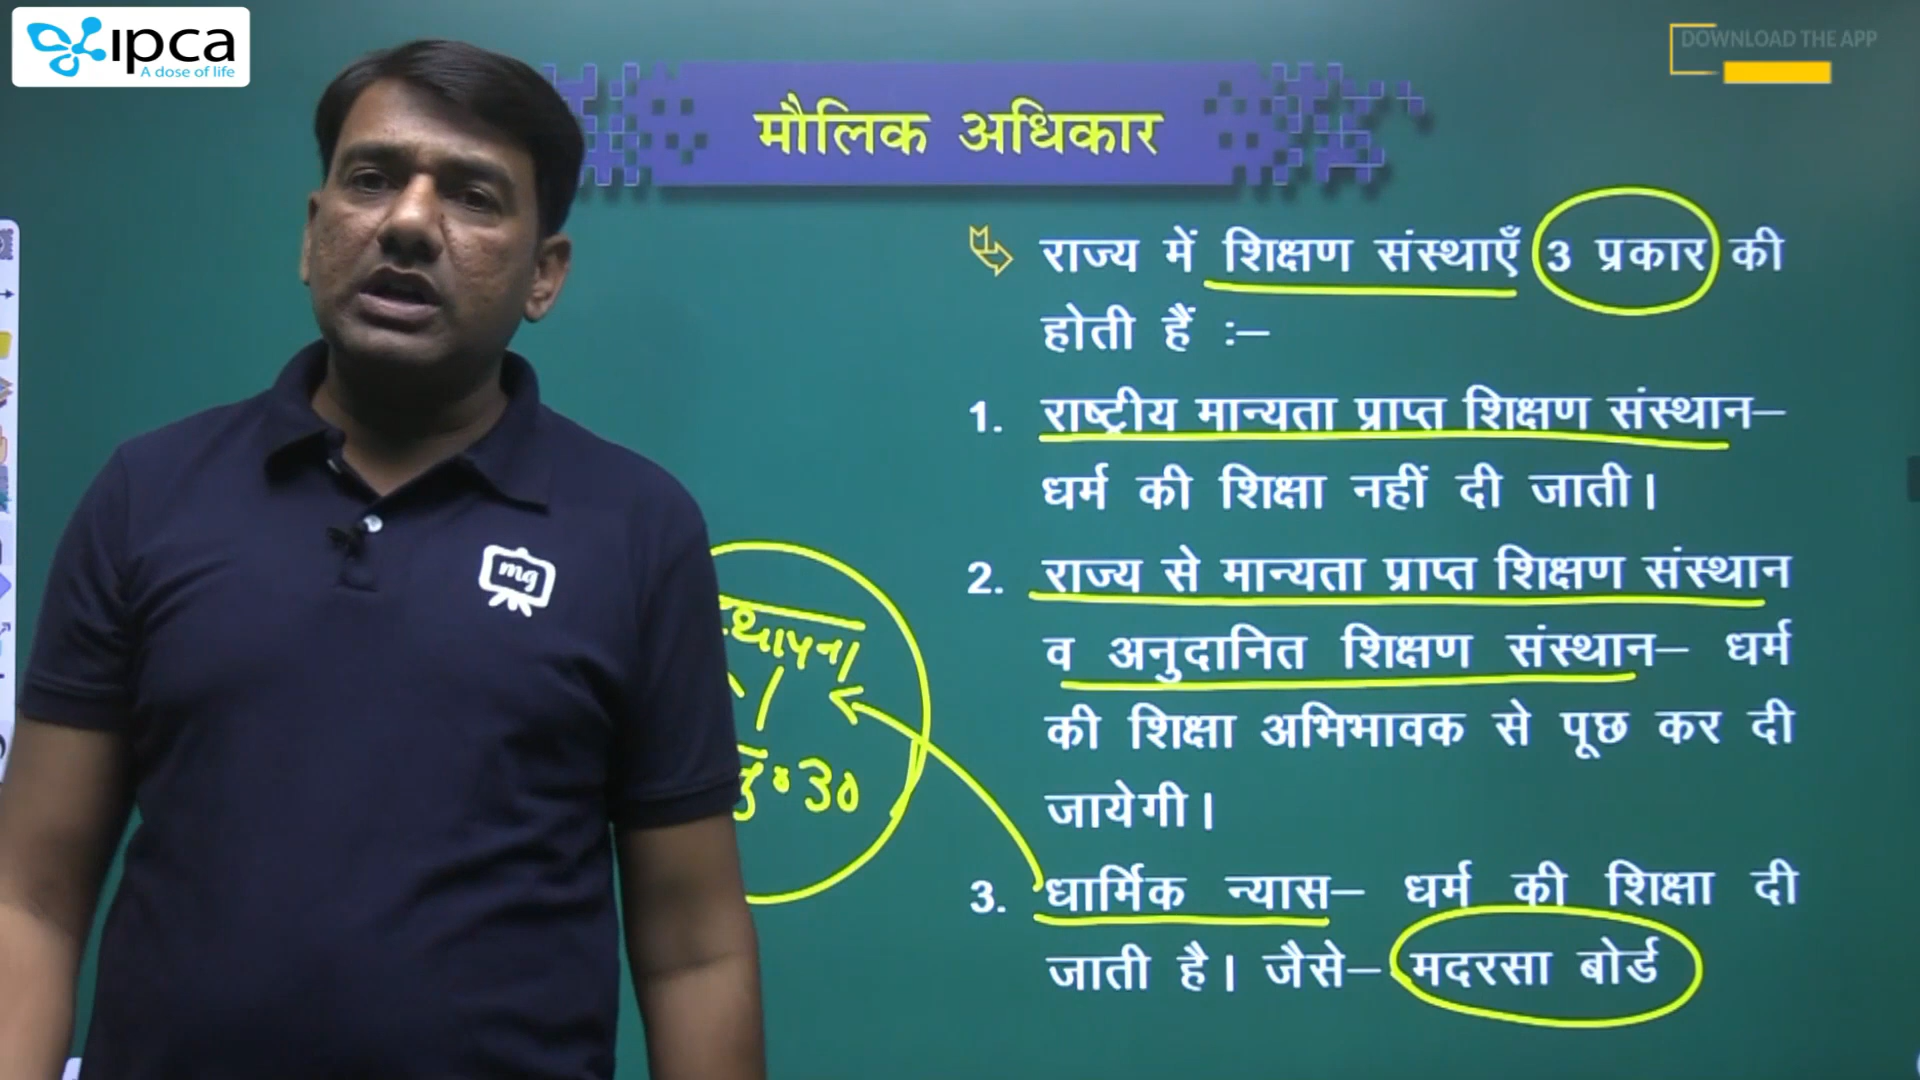 ipca
A dose of life
DOWNLOAD THE APP
मौलिक अधिकार
राज्य में शिक्षण संस्थाएँ 3 प्रकार की
होती हैं :–
1. राष्ट्रीय मान्यता प्राप्त शिक्षण संस्थान–
धर्म की शिक्षा नहीं दी जाती।
2. राज्य से मान्यता प्राप्त शिक्षण संस्थान
व अनुदानित शिक्षण संस्थान– धर्म
की शिक्षा अभिभावक से पूछ कर दी
जायेगी।
3. धार्मिक न्यास– धर्म की शिक्षा दी
जाती है। जैसे– मदरसा बोर्ड
mg
30